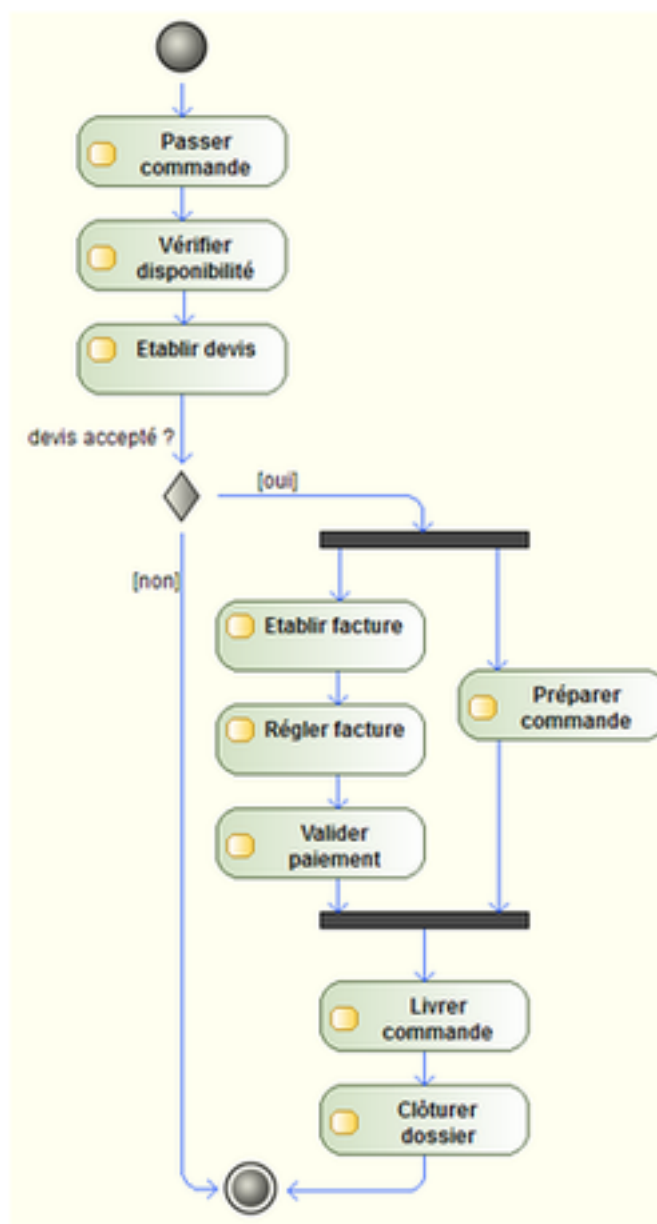 Passer
commande
Vérifier
disponibilité
Etablir devis
devis accepté ?
[oui]
[non]
Etablir facture
Régler facture
Préparer
commande
Valider
paiement
Livrer
commande
Clôturer
dossier